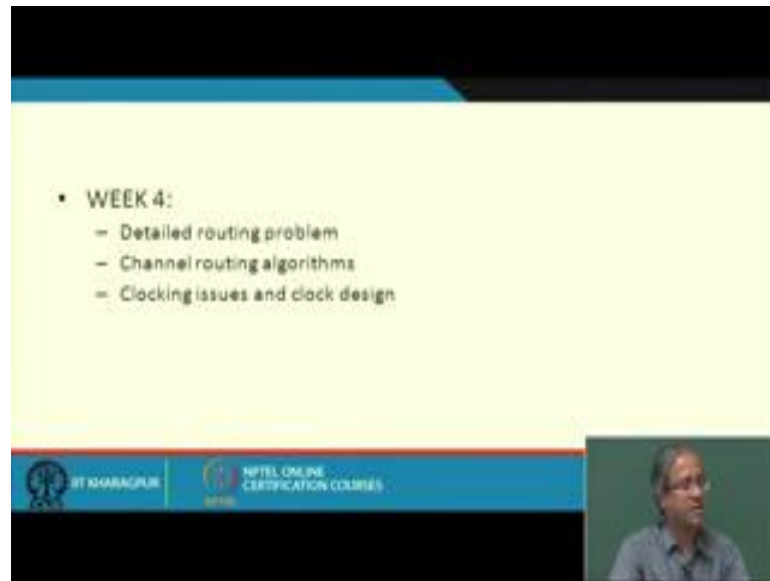 • WEEK 4:
– Detailed routing problem
– Channel routing algorithms
– Clocking issues and clock design
IIT KHARAGPUR
NPTEL ONLINE
CERTIFICATION COURSES
NPTEL